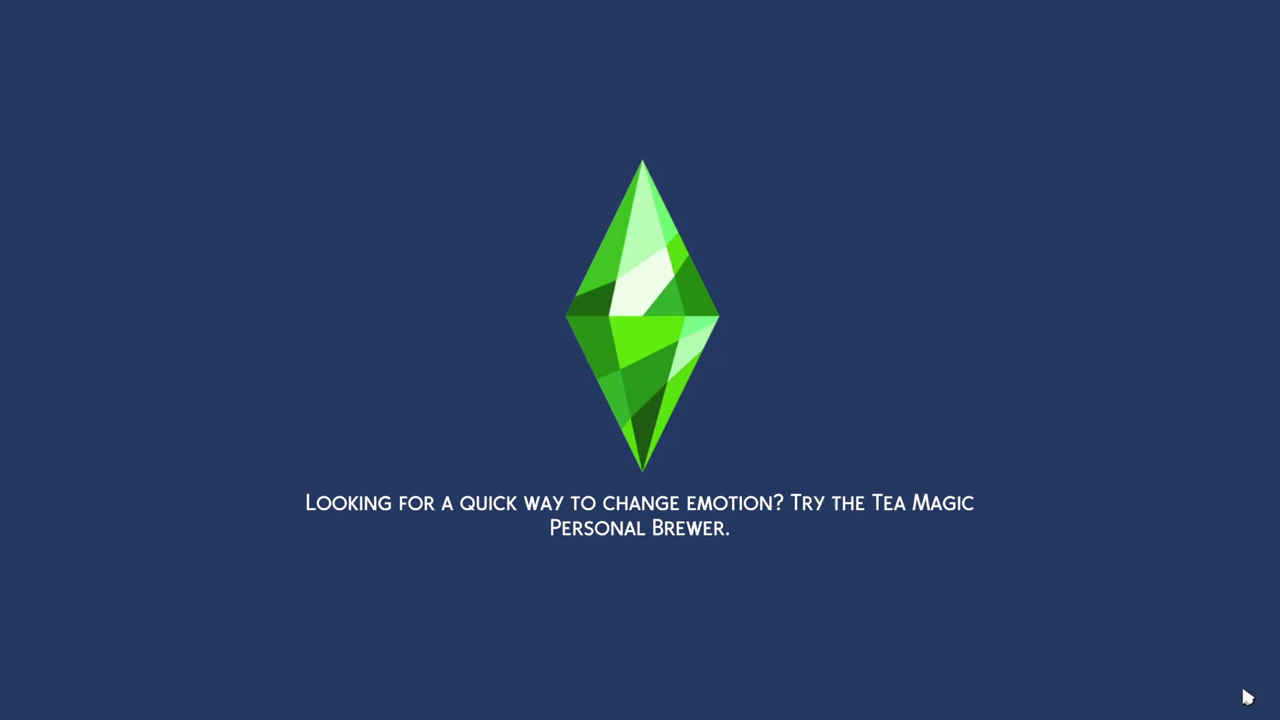 Looking for a quick way to change emotion? Try the Tea Magic
Personal Brewer.